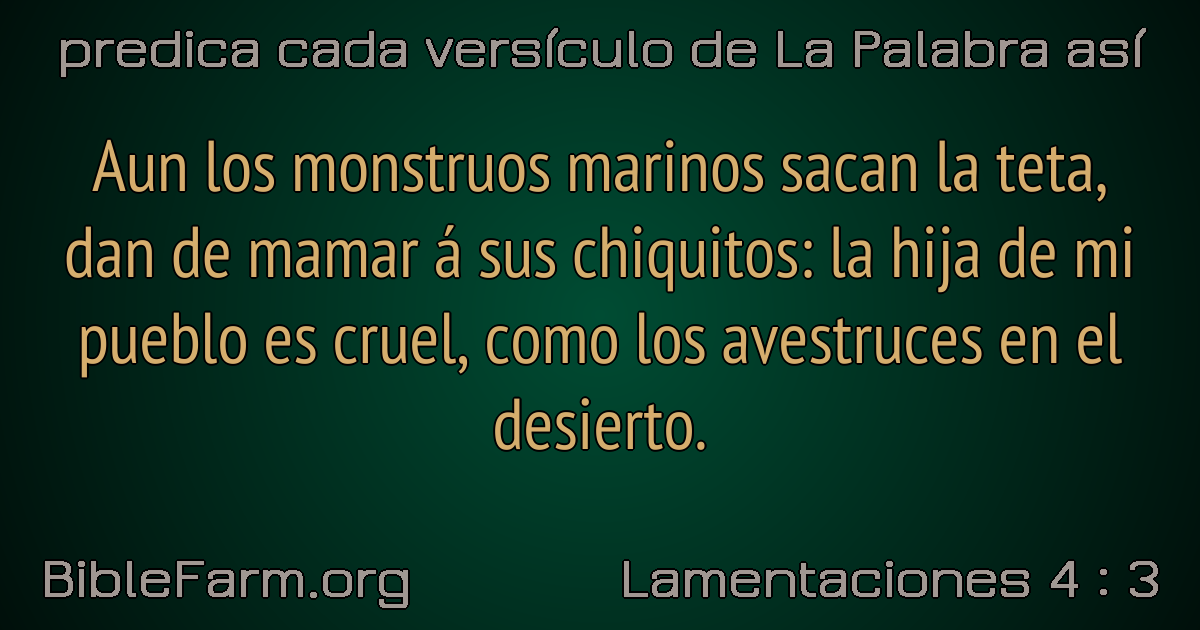 predica cada versículo de La Palabra así
Aun los monstruos marinos sacan la teta,
dan de mamar á sus chiquitos: la hija de mi
pueblo es cruel, como los avestruces en el
desierto.
BibleFarm.org
Lamentaciones 4 : 3